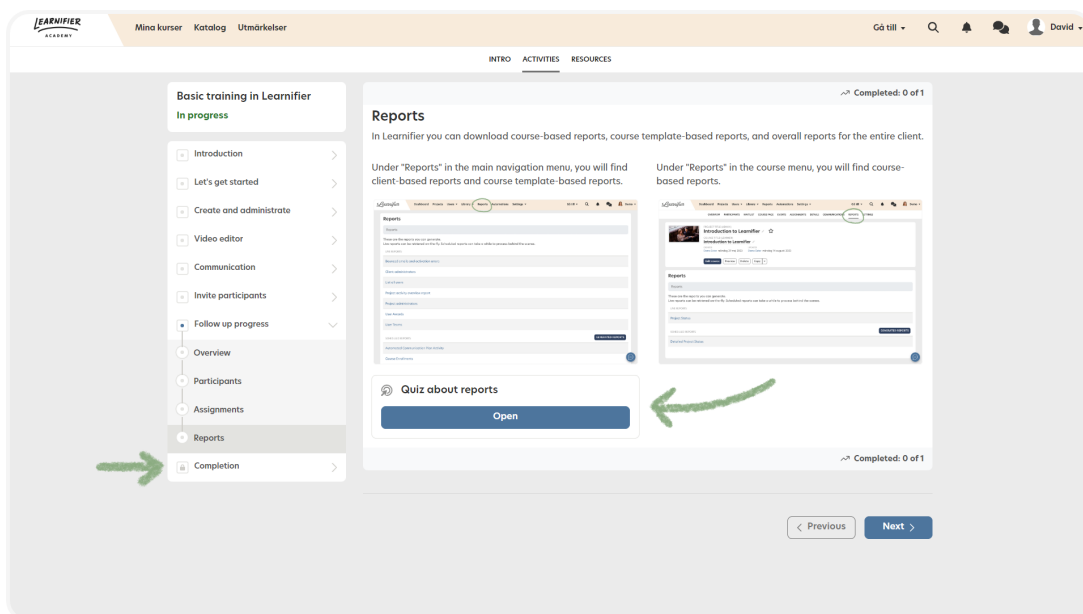 LEARNIFIER
ACADEMY
Mina kurser Katalog Utmärkelser
Gå till
David
INTRO ACTIVITIES RESOURCES
Basic training in Learnifier
In progress
Introduction
Let's get started
Create and administrate
Video editor
Communication
Invite participants
Follow up progress
Overview
Participants
Assignments
Reports
Completion
Completed: 0 of 1
Reports
In Learnifier you can download course-based reports, course template-based reports, and overall reports for the entire client.
Under "Reports" in the main navigation menu, you will find
client-based reports and course template-based reports.
Reports
Under "Reports" in the course menu, you will find course-
based reports.
Introduction to Learnifier
Introduction to Learnifier
Reports
Quiz about reports
Open
Completed: 0 of 1
Previous
Next